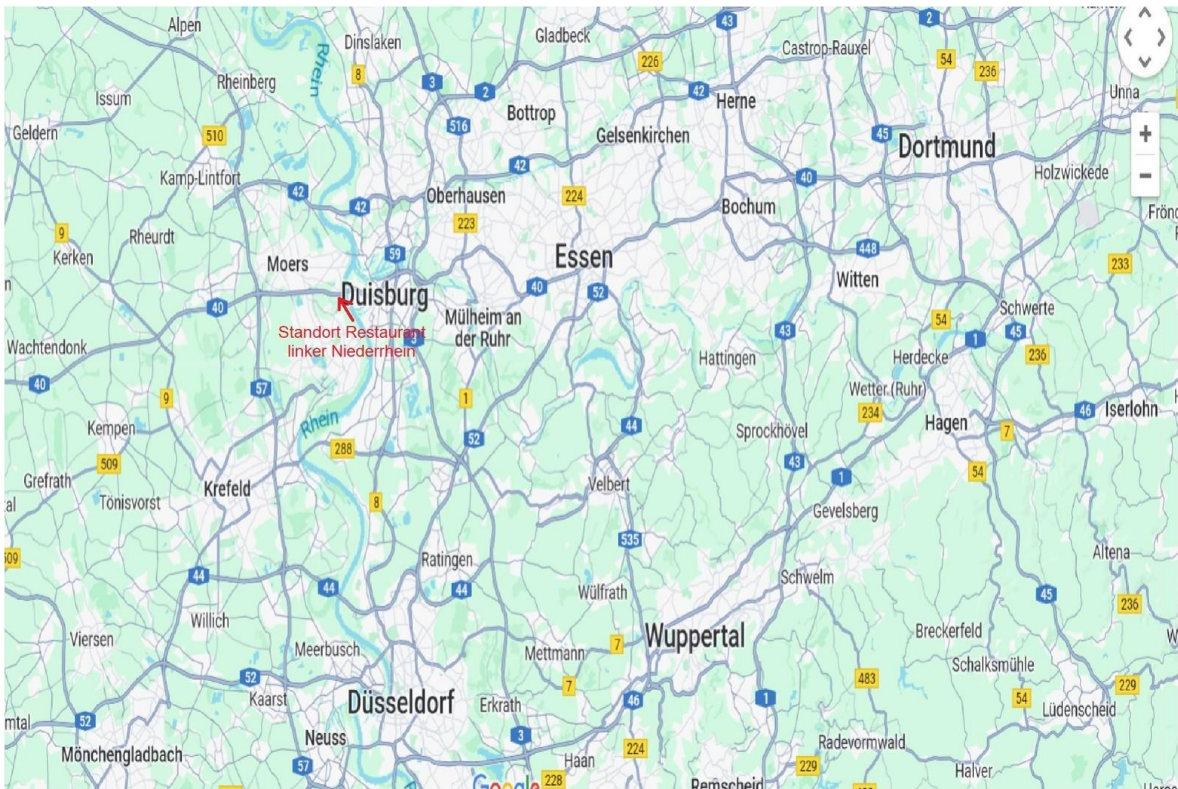 Alpen
Dinslaken
Gladbeck
43
2
Castrop-Rauxel
Rhein
8
3
2
226
54
236
Rheinberg
Issum
Bottrop
42
Herne
Unna
Geldern
510
516
Gelsenkirchen
45
Dortmund
+
−
Kamp-Lintfort
42
42
Oberhausen
42
224
40
Holzwickede
9
Rheurdt
223
Bochum
Kerken
Moers
59
Essen
448
233
Witten
40
Duisburg
40
52
Schwerte
Standort Restaurant
linker Niederrhein
3
Mülheim an
der Ruhr
43
54
1
45
236
Wachtendonk
Hattingen
Herdecke
40
57
9
1
Wetter (Ruhr)
234
46
Iserlohn
Kempen
Rhein
288
52
44
Sprockhövel
Hagen
7
509
43
1
54
Grefrath
Krefeld
Velbert
Tönisvorst
8
Gevelsberg
535
Ratingen
Altena
44
44
44
Wülfrath
Schwelm
45
236
Willich
Viersen
Meerbusch
Mettmann
7
Wuppertal
Breckerfeld
Schalksmühle
52
Kaarst
7
483
229
52
Düsseldorf
Erkrath
46
1
54
Lüdenscheid
Mönchengladbach
Neuss
3
224
Radevormwald
57
Haan
229
Halver
Google
228
Remscheid